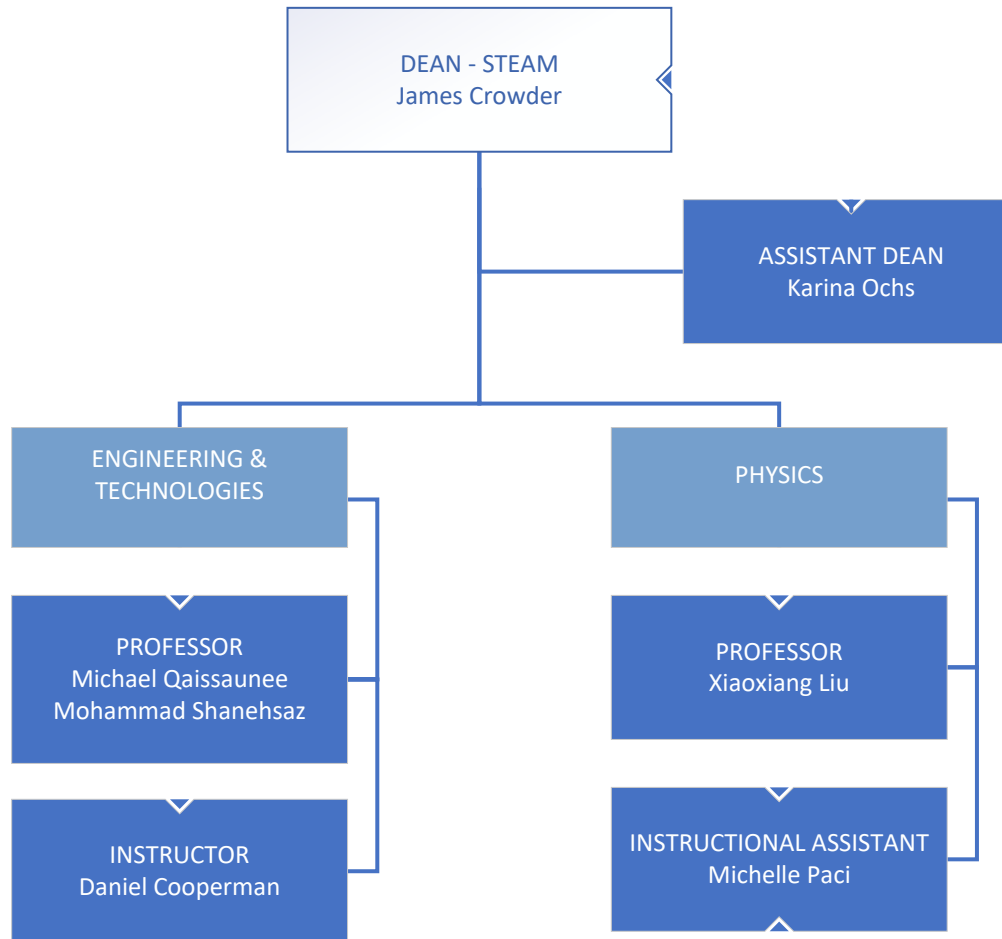 DEAN - STEAM
James Crowder
ASSISTANT DEAN
Karina Ochs
ENGINEERING &
TECHNOLOGIES
PHYSICS
PROFESSOR
Michael Qaissaunee
Mohammad Shanehsaz
PROFESSOR
Xiaoxiang Liu
INSTRUCTOR
Daniel Cooperman
INSTRUCTIONAL ASSISTANT
Michelle Paci